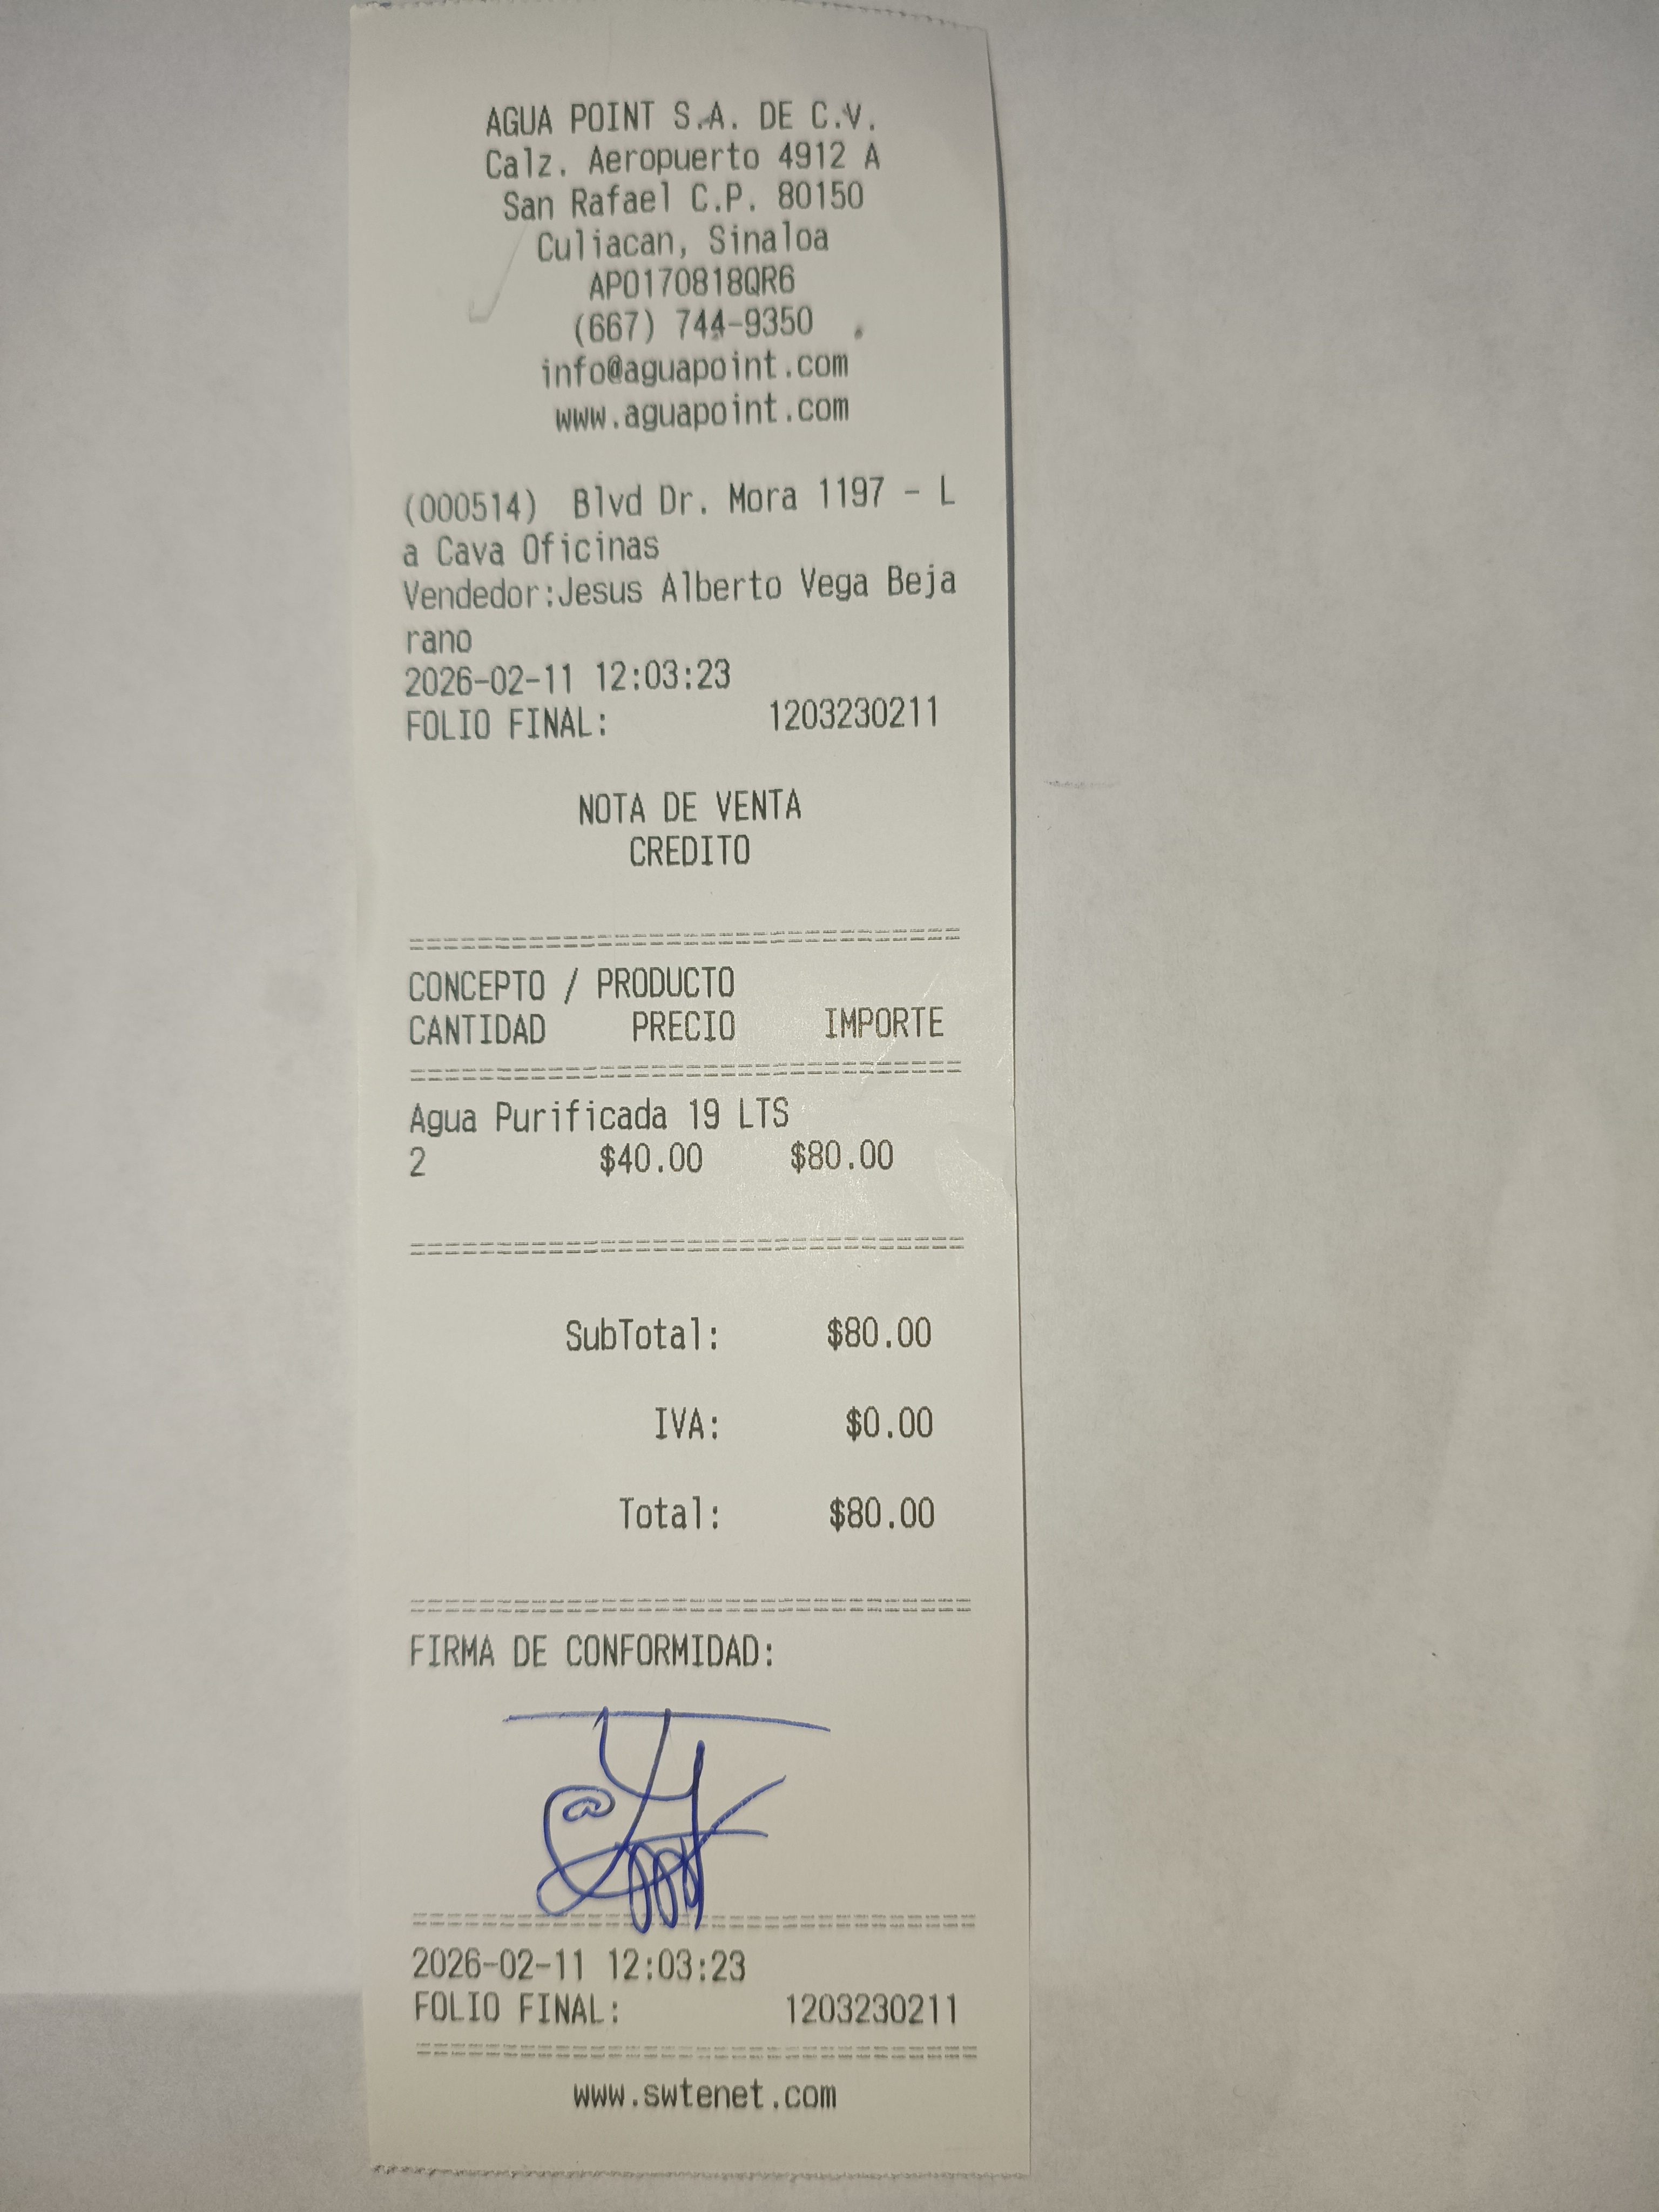 AGUA POINT S.A. DE C.V.
Calz. Aeropuerto 4912 A
San Rafael C.P. 80150
Culiacan, Sinaloa
APO170818QR6
(667) 744-9350
info@aguapoint.com
www.aguapoint.com
(000514) Blvd Dr. Mora 1197 - L
a Cava Oficinas
Vendedor:Jesus Alberto Vega Beja
rano
2026-02-11 12:03:23
FOLIO FINAL: 1203230211
NOTA DE VENTA
CREDITO
CONCEPTO / PRODUCTO
CANTIDAD PRECIO IMPORTE
Agua Purificada 19 LTS
2 $40.00 $80.00
SubTotal: $80.00
IVA: $0.00
Total: $80.00
FIRMA DE CONFORMIDAD:
2026-02-11 12:03:23
FOLIO FINAL: 1203230211
www.swtenet.com